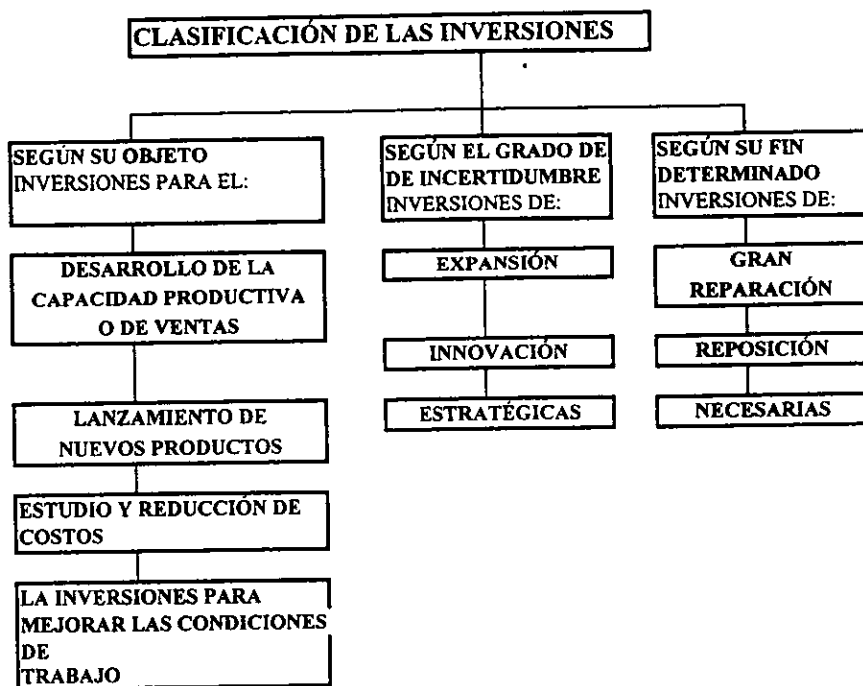 CLASIFICACIÓN DE LAS INVERSIONES
SEGÚN SU OBJETO
INVERSIONES PARA EL:
DESARROLLO DE LA
CAPACIDAD PRODUCTIVA
O DE VENTAS
LANZAMIENTO DE
NUEVOS PRODUCTOS
ESTUDIO Y REDUCCIÓN DE
COSTOS
LA INVERSIONES PARA
MEJORAR LAS CONDICIONES
DE
TRABAJO
SEGÚN EL GRADO DE
DE INCERTIDUMBRE
INVERSIONES DE:
EXPANSIÓN
INNOVACIÓN
ESTRATÉGICAS
SEGÚN SU FIN
DETERMINADO
INVERSIONES DE:
GRAN
REPARACIÓN
REPOSICIÓN
NECESARIAS